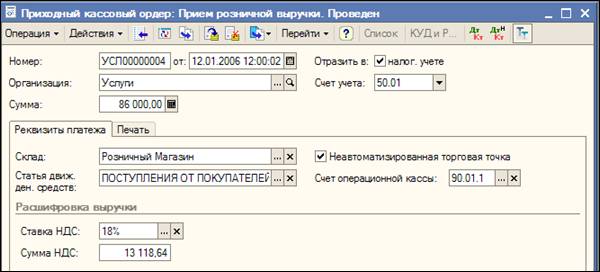 Приходный кассовый ордер: Прием розничной выручки. Проведен
Операция Действия Перейти ? Список КУД и Р... Дт Кт Дт Н Кт Тт
Номер: УСЛ00000004 от: 12.01.2006 12:00:02 Отразить в: налог. учете
Организация: Услуги ... Счет учета: 50.01
Сумма: 86 000,00
Реквизиты платежа Печать
Склад: Розничный Магазин ... Неавтоматизированная торговая точка
Статья движ. ден. средств: ПОСТУПЛЕНИЯ ОТ ПОКУПАТЕЛЕЙ ... Счет операционной кассы: 90.01.1 ...
Расшифровка выручки
Ставка НДС: 18% ...
Сумма НДС: 13 118,64